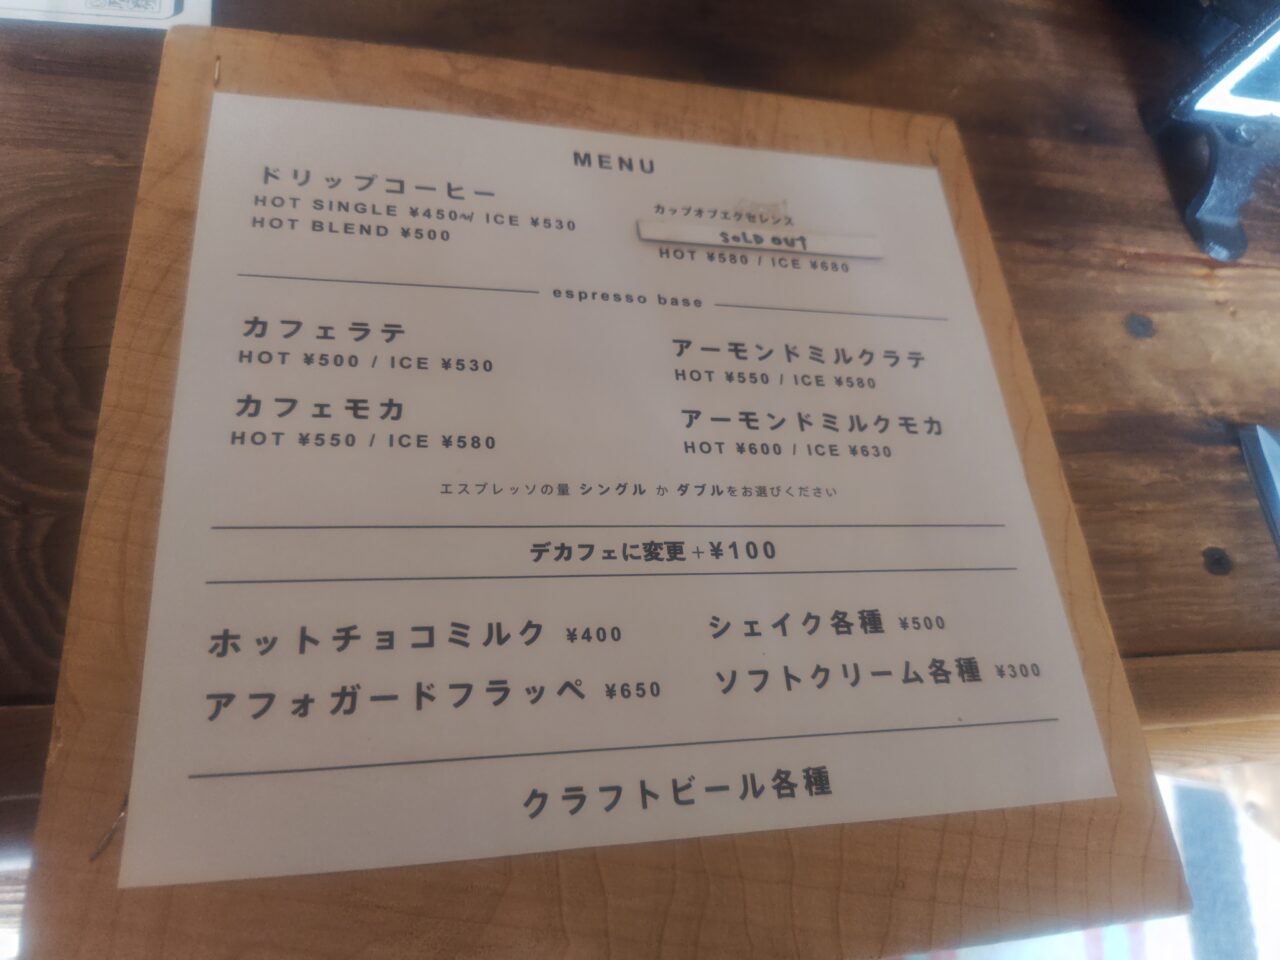 MENU
ドリップコーヒー
HOT SINGLE ¥450~/ ICE ¥530
HOT BLEND ¥500
カップオブエクセレンス
SOLD OUT
HOT ¥580 / ICE ¥680
espresso base
カフェラテ
HOT ¥500 / ICE ¥530
アーモンドミルクラテ
HOT ¥550 / ICE ¥580
カフェモカ
HOT ¥550 / ICE ¥580
アーモンドミルクモカ
HOT ¥600 / ICE ¥630
エスプレッソの量 シングル か ダブルをお選びください
デカフェに変更+¥100
ホットチョコミルク ¥400
シェイク各種 ¥500
アフォガードフラッペ ¥650
ソフトクリーム各種 ¥300
クラフトビール各種